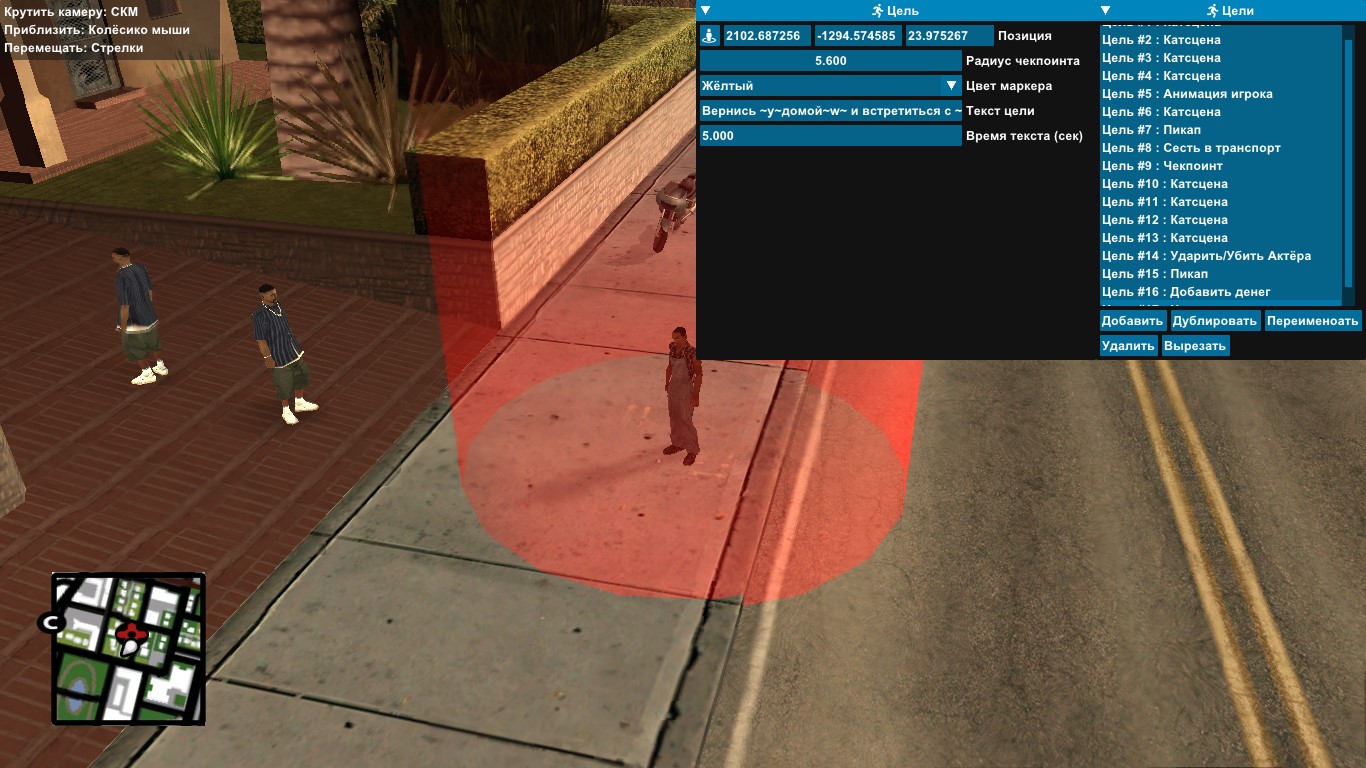 Крутить камеру: СКМ
Приблизить: Колёсико мыши
Перемещать: Стрелки
Цель
2102.687256 -1294.574585 23.975267 Позиция
5.600 Радиус чекпоинта
Жёлтый Цвет маркера
Вернись ~y~домой~w~ и встретиться с ~ Текст цели
5.000 Время текста (сек)
Цели
Цель #2 : Катсцена
Цель #3 : Катсцена
Цель #4 : Катсцена
Цель #5 : Анимация игрока
Цель #6 : Катсцена
Цель #7 : Пикап
Цель #8 : Сесть в транспорт
Цель #9 : Чекпоинт
Цель #10 : Катсцена
Цель #11 : Катсцена
Цель #12 : Катсцена
Цель #13 : Катсцена
Цель #14 : Ударить/Убить Актёра
Цель #15 : Пикап
Цель #16 : Добавить денег
Добавить Дублировать Переименоать
Удалить Вырезать
C